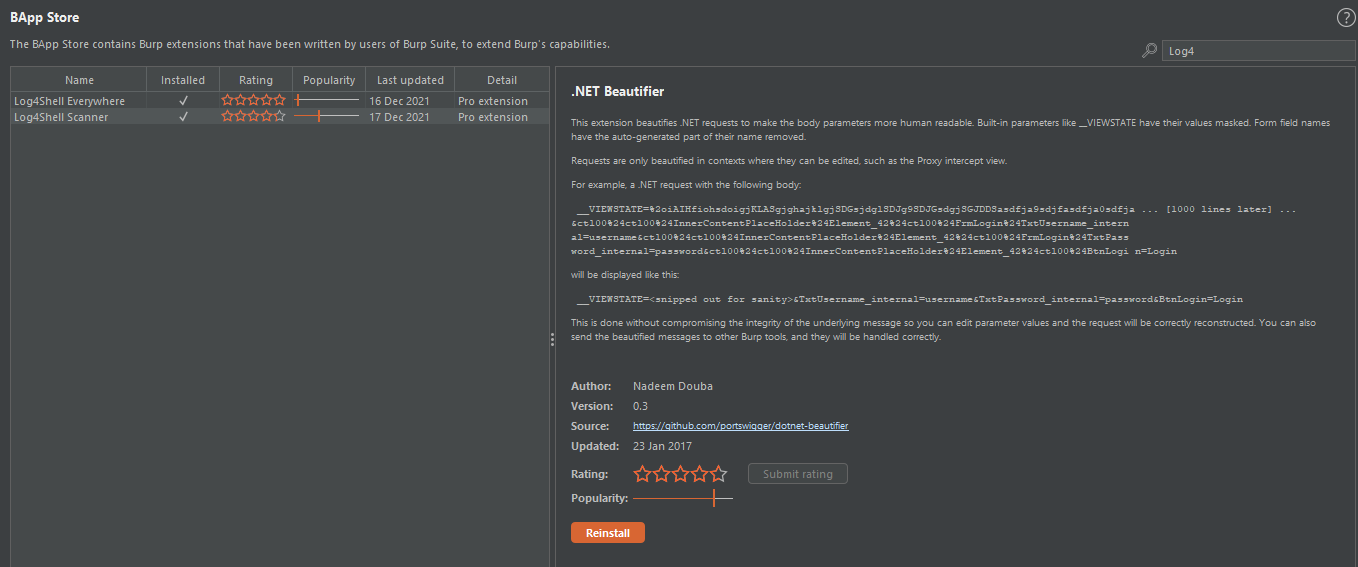 BApp Store
?
The BApp Store contains Burp extensions that have been written by users of Burp Suite, to extend Burp's capabilities.
Log4
Name Installed Rating Popularity Last updated Detail
Log4Shell Everywhere ✓ 16 Dec 2021 Pro extension
Log4Shell Scanner ✓ 17 Dec 2021 Pro extension
.NET Beautifier
This extension beautifies .NET requests to make the body parameters more human readable. Built-in parameters like __VIEWSTATE have their values masked. Form field names
have the auto-generated part of their name removed.
Requests are only beautified in contexts where they can be edited, such as the Proxy intercept view.
For example, a .NET request with the following body:
__VIEWSTATE=%2oiAIHfiohsdoigjKLASgjghajklgjSDGsjdglSDJg9SDJGsdgjSGJDDSasdfja9sdjfasdfja0sdfja ... [1000 lines later] ...
&ctl00%24ctl00%24InnerContentPlaceHolder%24Element_42%24ctl00%24FrmLogin%24TxtUsername_intern
al=username&ctl00%24ctl00%24InnerContentPlaceHolder%24Element_42%24ctl00%24FrmLogin%24TxtPass
word_internal=password&ctl00%24ctl00%24InnerContentPlaceHolder%24Element_42%24ctl00%24BtnLogi n=Login
will be displayed like this:
__VIEWSTATE=<snipped out for sanity>&TxtUsername_internal=username&TxtPassword_internal=password&BtnLogin=Login
This is done without compromising the integrity of the underlying message so you can edit parameter values and the request will be correctly reconstructed. You can also
send the beautified messages to other Burp tools, and they will be handled correctly.
Author: Nadeem Douba
Version: 0.3
Source: https://github.com/portswigger/dotnet-beautifier
Updated: 23 Jan 2017
Rating: Submit rating
Popularity:
Reinstall